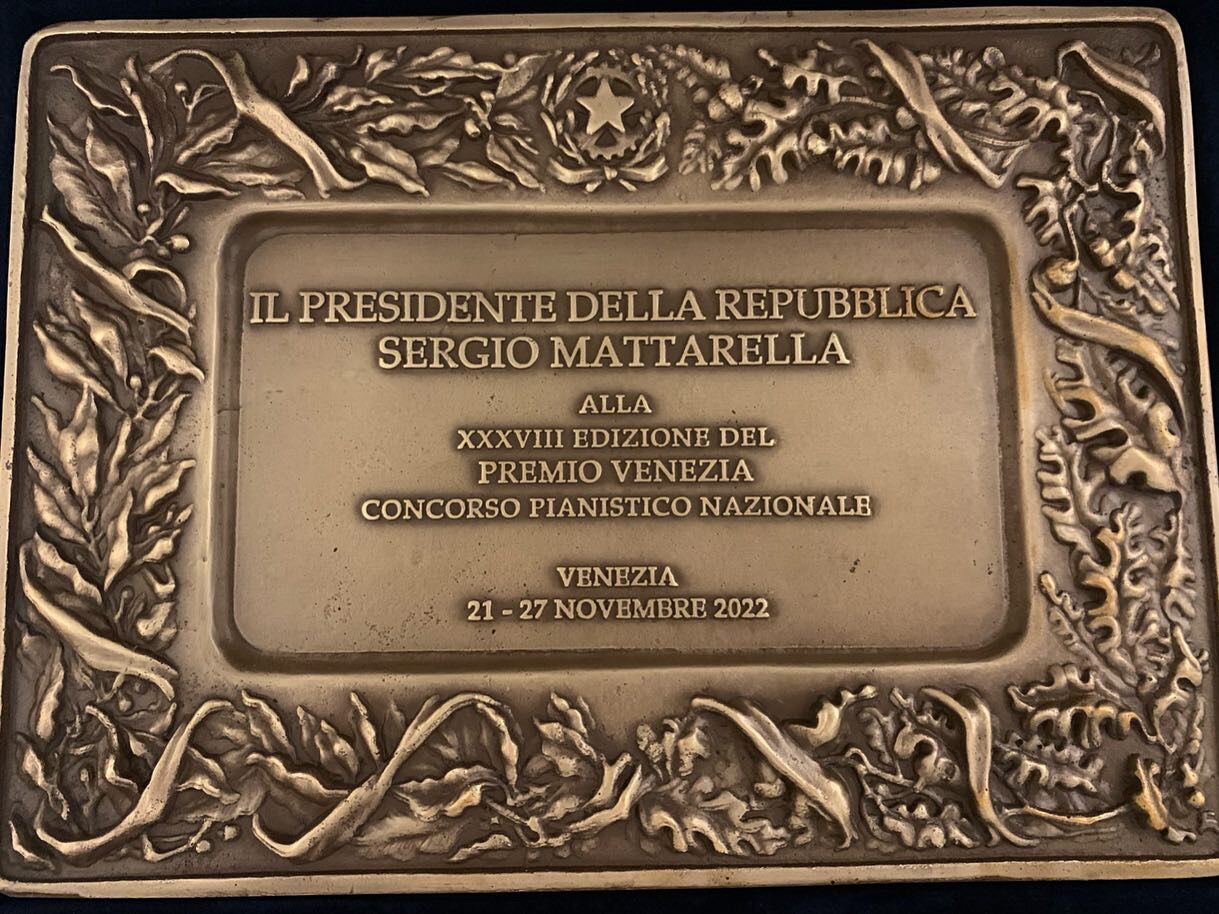 IL PRESIDENTE DELLA REPUBBLICA
SERGIO MATTARELLA
ALLA
XXXVIII EDIZIONE DEL
PREMIO VENEZIA
CONCORSO PIANISTICO NAZIONALE
VENEZIA
21 - 27 NOVEMBRE 2022